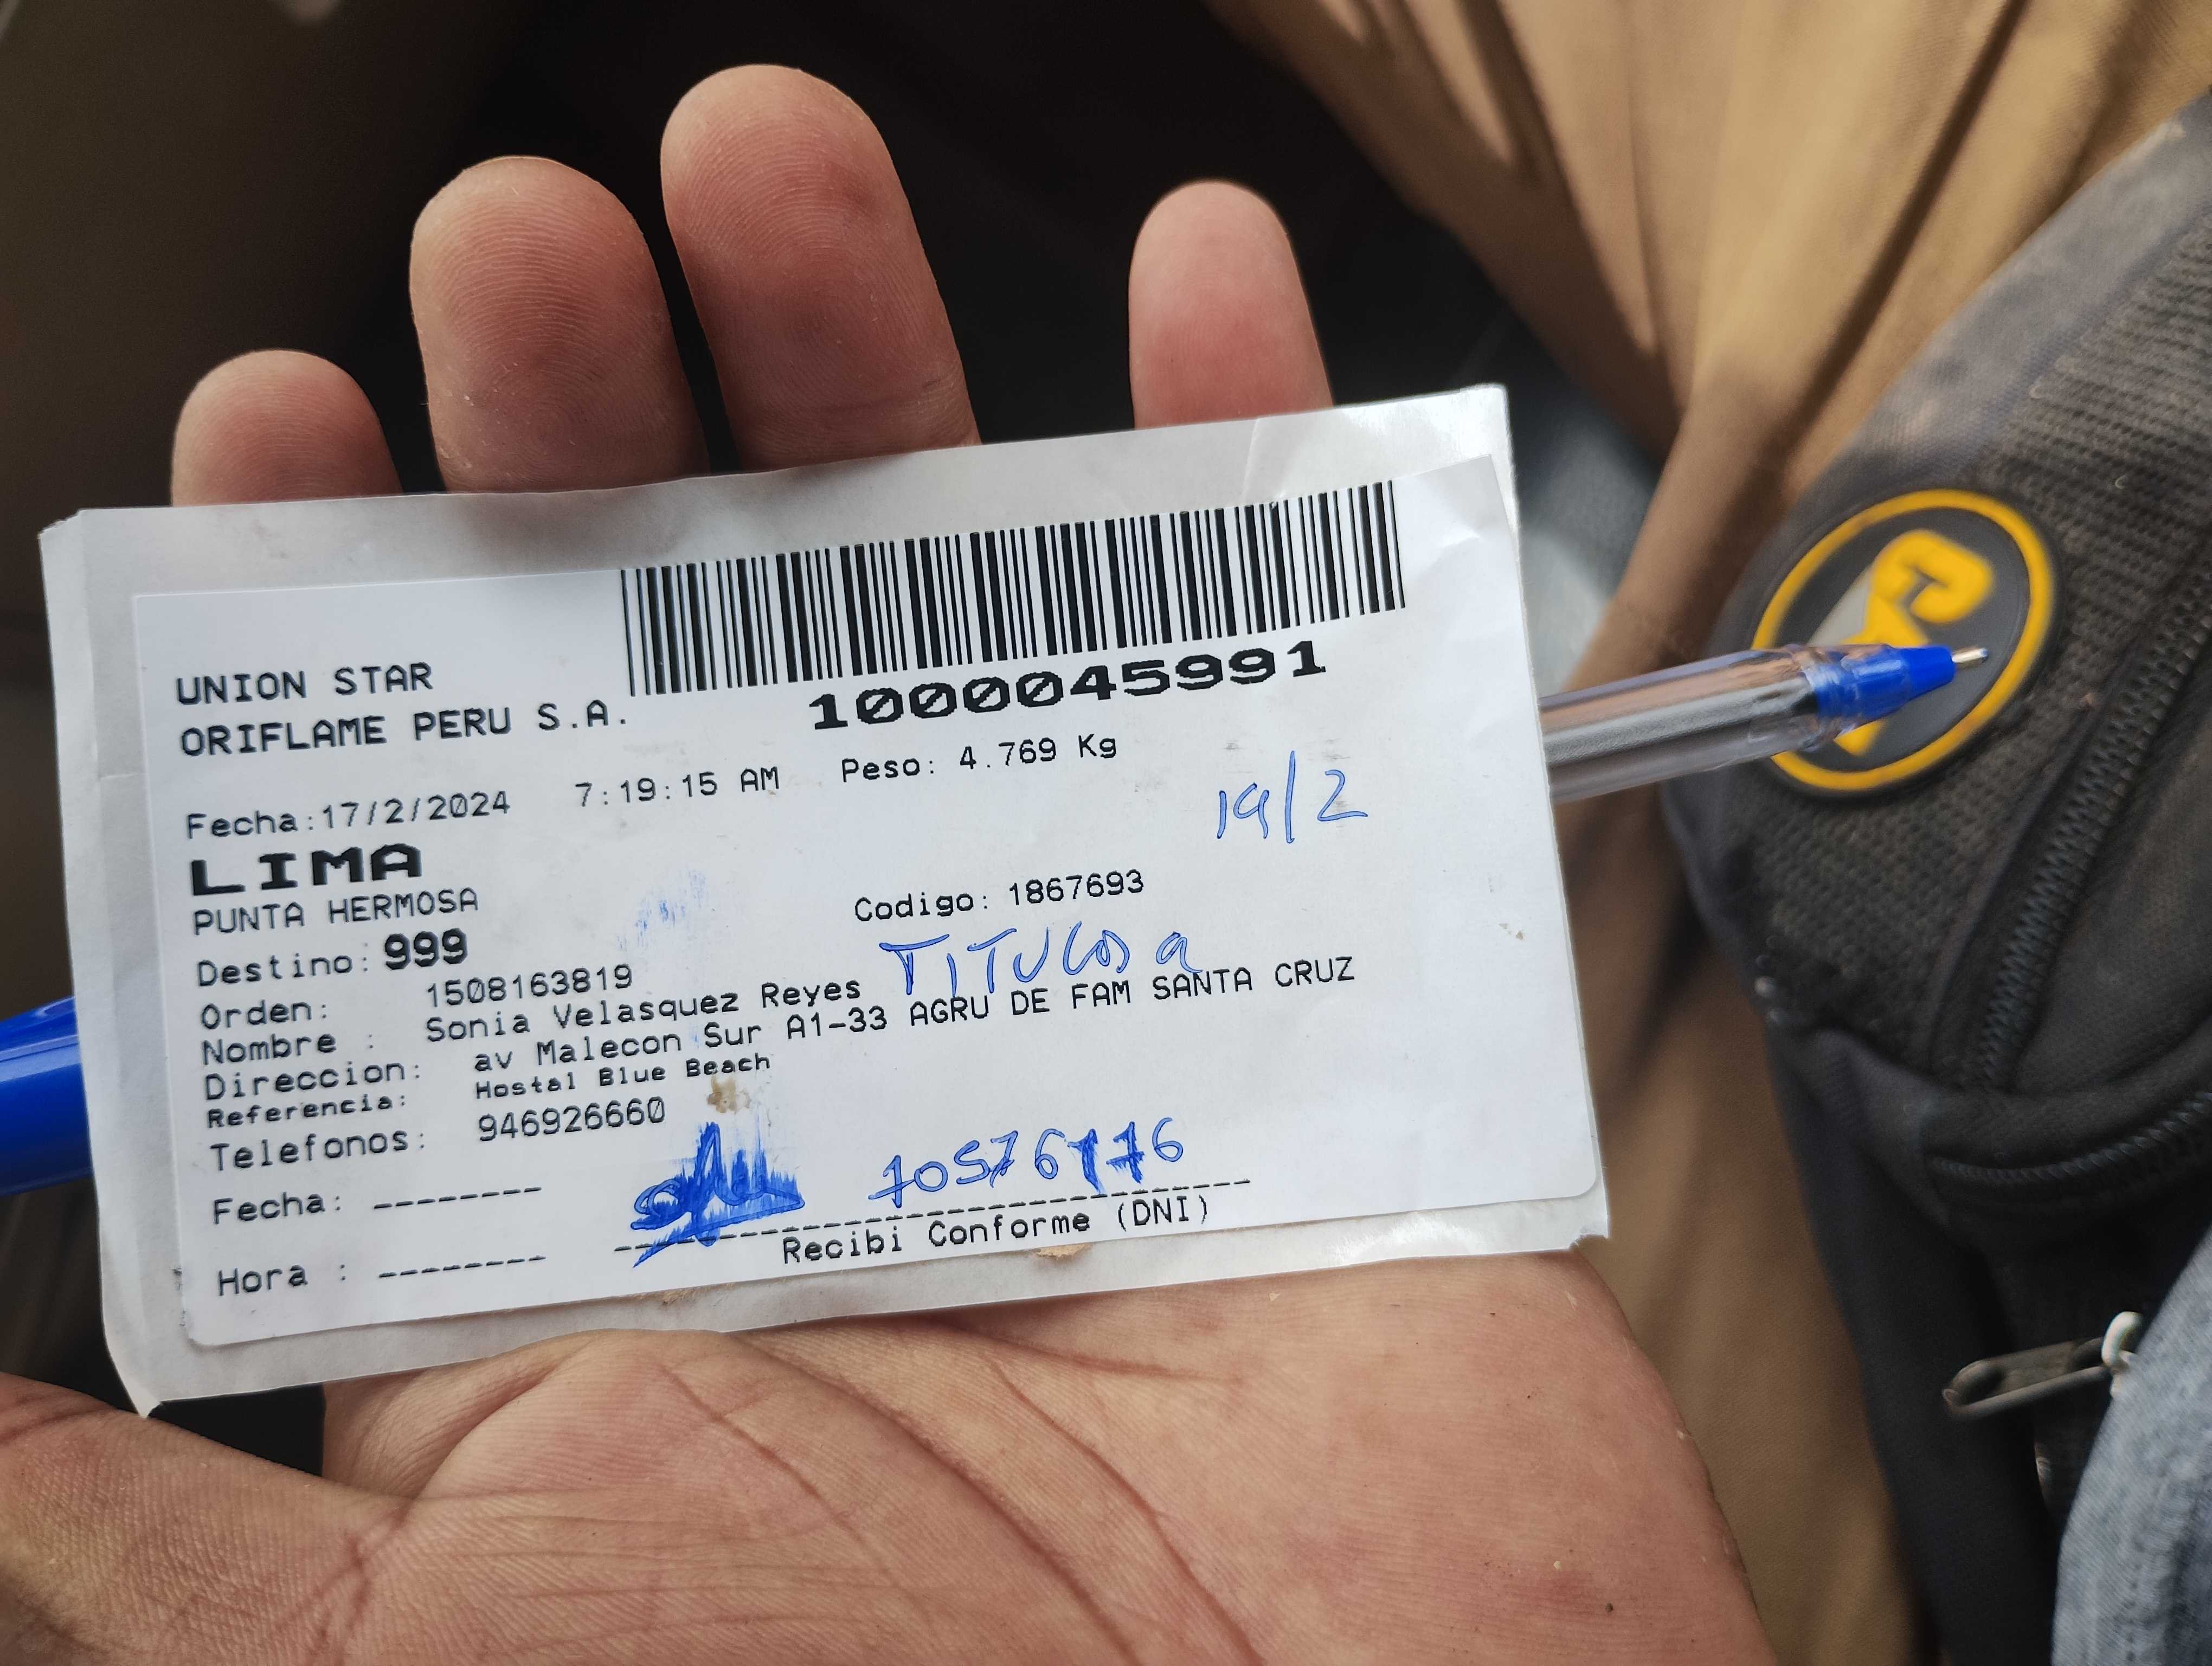 1000045991
UNION STAR
ORIFLAME PERU S.A.
Fecha:17/2/2024 7:19:15 AM Peso: 4.769 Kg
19/2
LIMA
PUNTA HERMOSA
Codigo: 1867693
Destino: 999
TITULAR
Orden: 1508163819
Nombre : Sonia Velasquez Reyes
Direccion: av Malecon Sur A1-33 AGRU DE FAM SANTA CRUZ
Referencia: Hostal Blue Beach
Telefonos: 946926660
Fecha: --------
Hora : --------
Recibi Conforme (DNI)
CAT